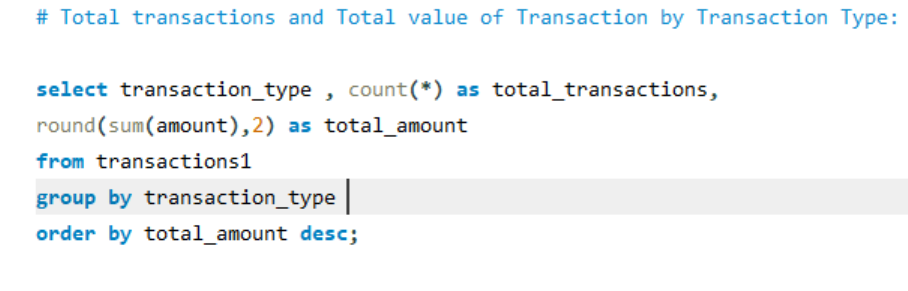 # Total transactions and Total value of Transaction by Transaction Type:
select transaction_type , count(*) as total_transactions,
round(sum(amount),2) as total_amount
from transactions1
group by transaction_type
order by total_amount desc;